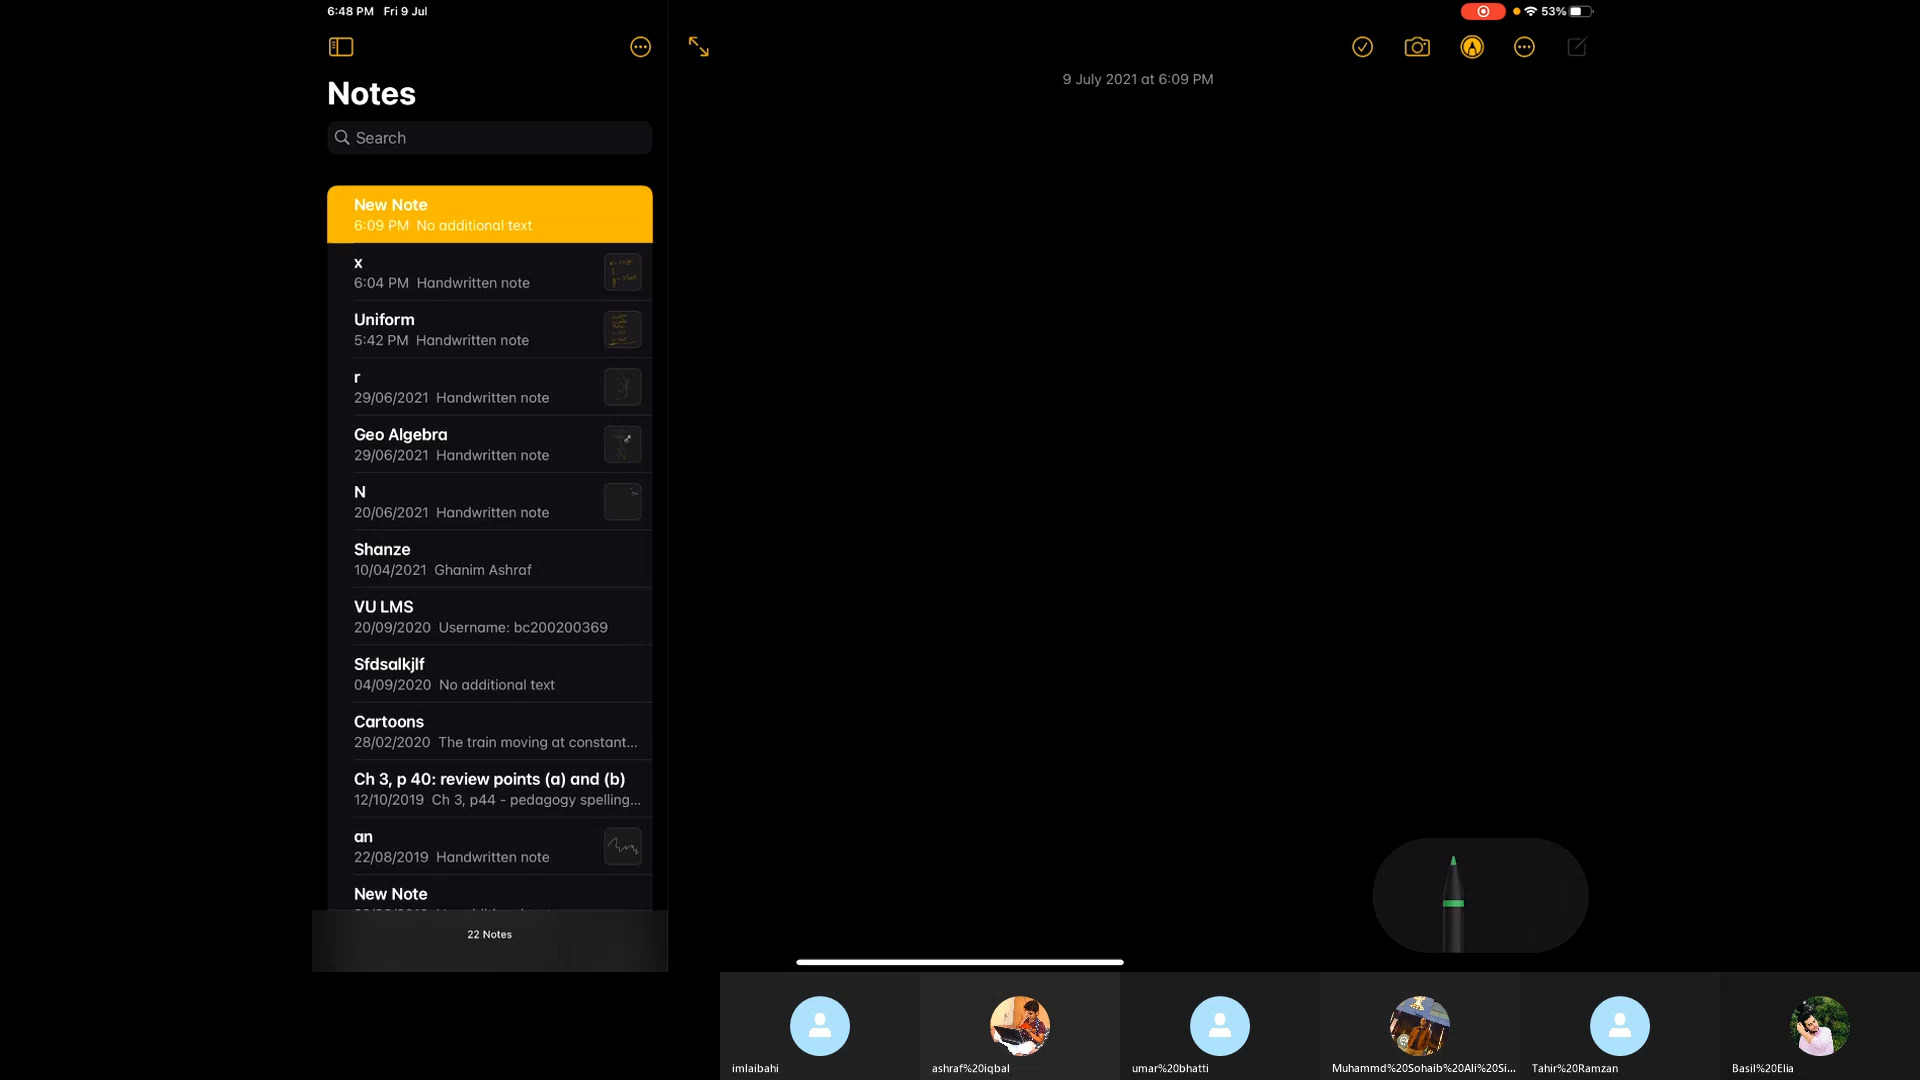 6:48 PM Fri 9 Jul
53%
Notes
Search
9 July 2021 at 6:09 PM
New Note
6:09 PM No additional text
x
6:04 PM Handwritten note
Uniform
5:42 PM Handwritten note
r
29/06/2021 Handwritten note
Geo Algebra
29/06/2021 Handwritten note
N
20/06/2021 Handwritten note
Shanze
10/04/2021 Ghanim Ashraf
VU LMS
20/09/2020 Username: bc200200369
Sfdsalkjlf
04/09/2020 No additional text
Cartoons
28/02/2020 The train moving at constant...
Ch 3, p 40: review points (a) and (b)
12/10/2019 Ch 3, p44 - pedagogy spelling...
an
22/08/2019 Handwritten note
New Note
22 Notes
imlaibahi
ashraf%20iqbal
umar%20bhatti
Muhammd%20Sohaib%20Ali%20Si...
Tahir%20Ramzan
Basil%20Elia